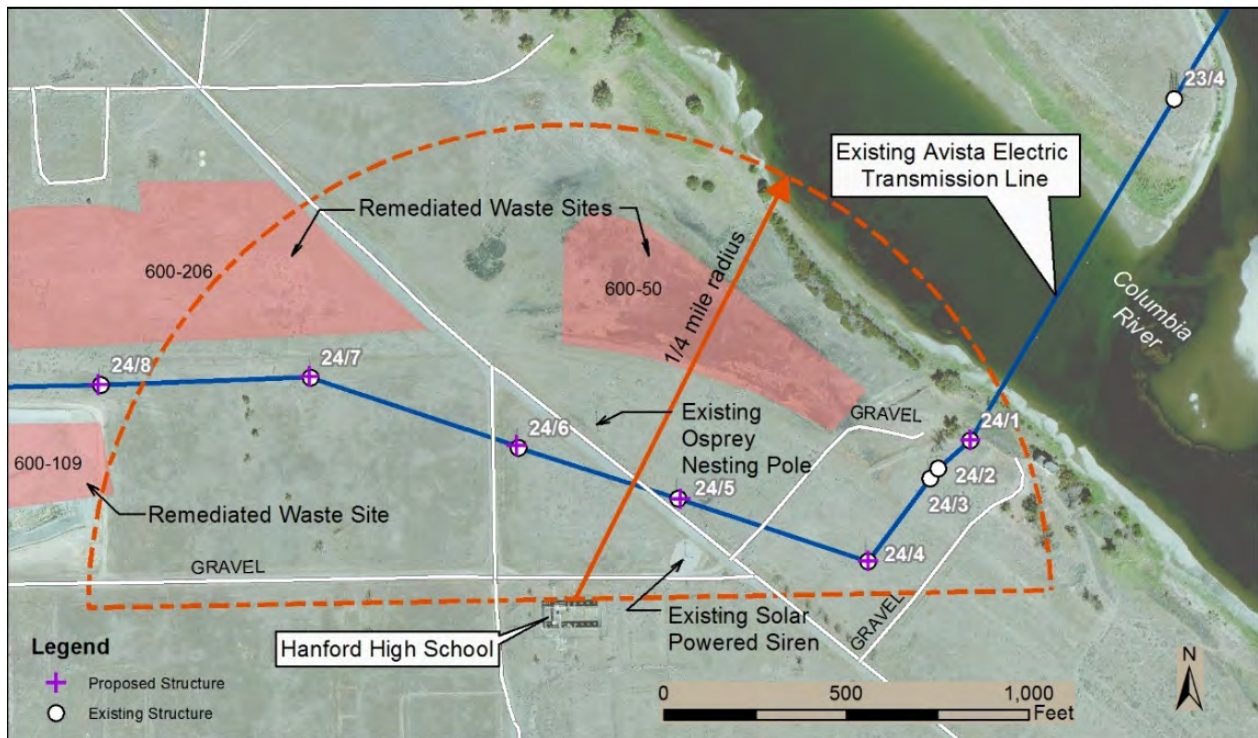 23/4
Existing Avista Electric
Transmission Line
Remediated Waste Sites
600-206
600-50
1/4 mile radius
Columbia
River
24/8
24/7
GRAVEL
24/1
24/6
Existing
Osprey
Nesting Pole
24/2
600-109
24/3
24/5
Remediated Waste Site
24/4
GRAVEL
GRAVEL
Existing Solar
Powered Siren
Hanford High School
Legend
Proposed Structure
Existing Structure
N
0 500 1,000
Feet